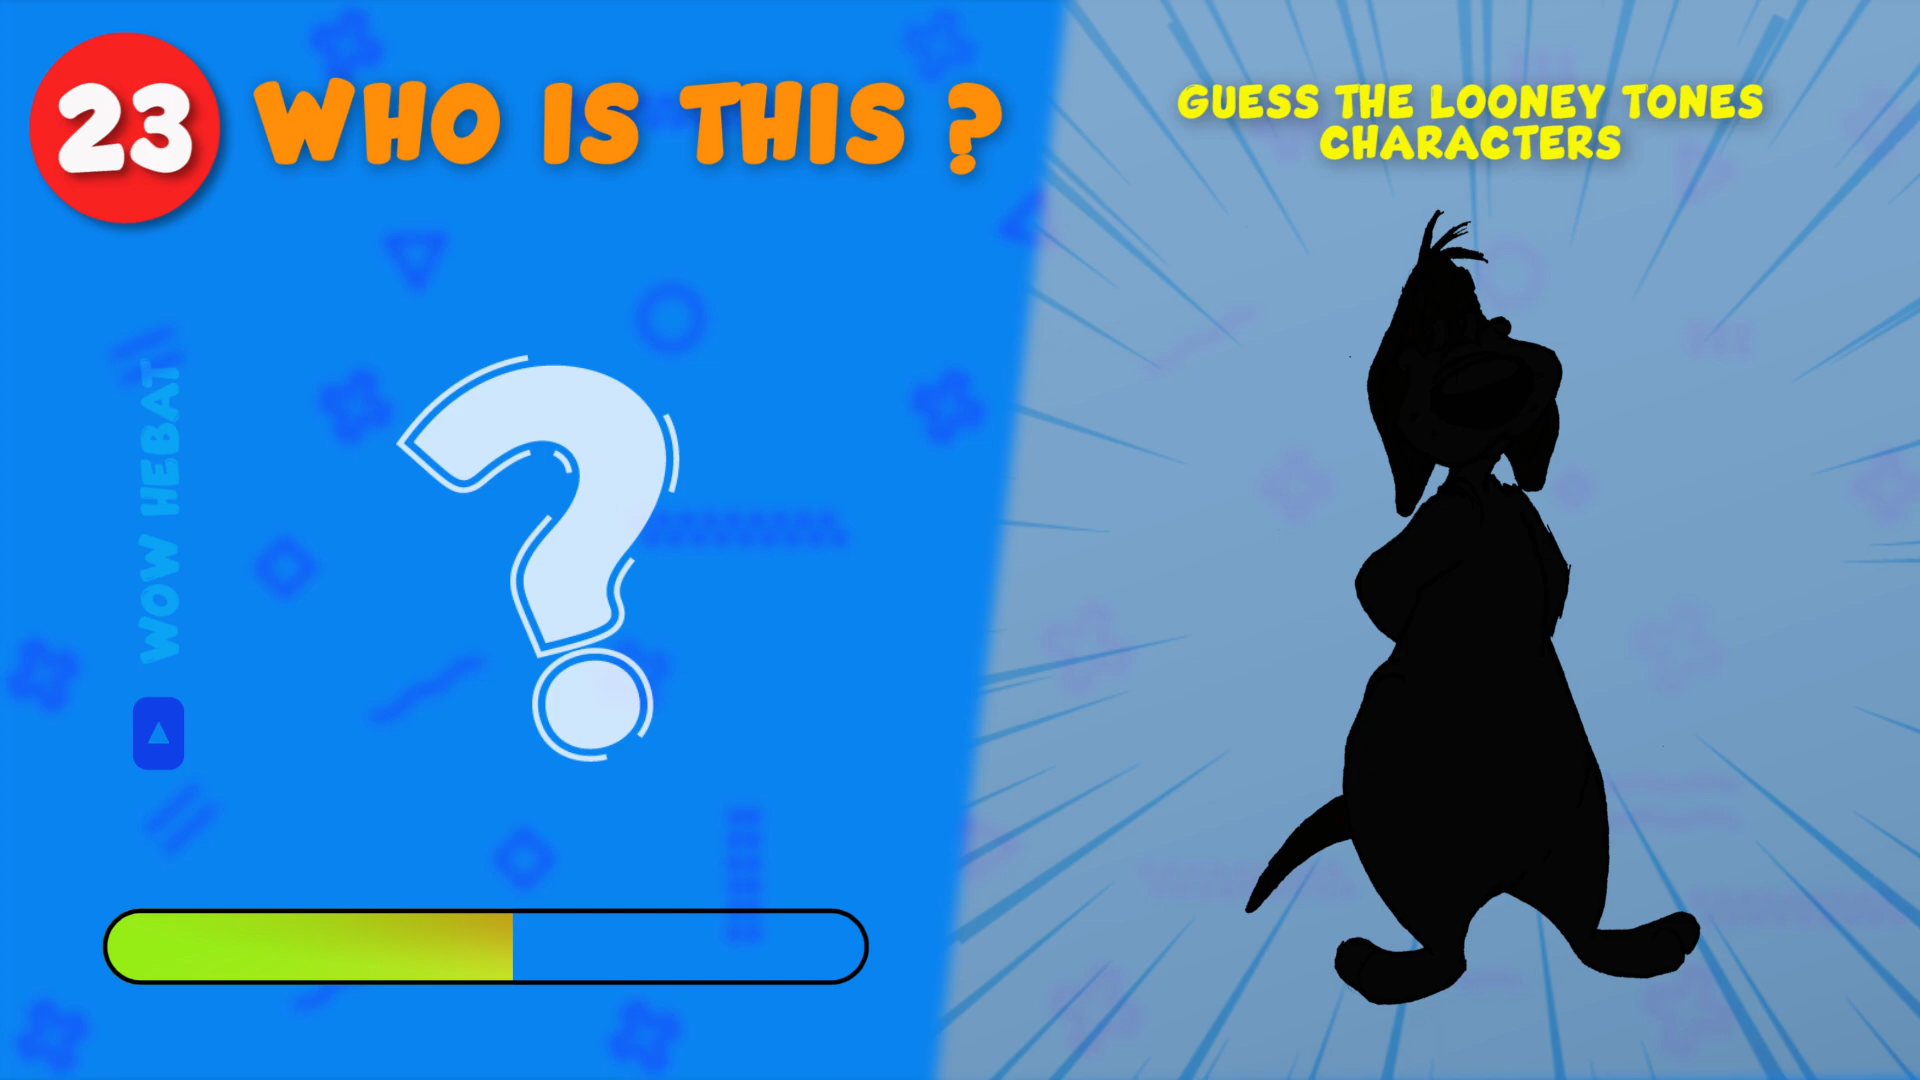 23
WHO IS THIS ?
GUESS THE LOONEY TONES
CHARACTERS
WOW HEBAT